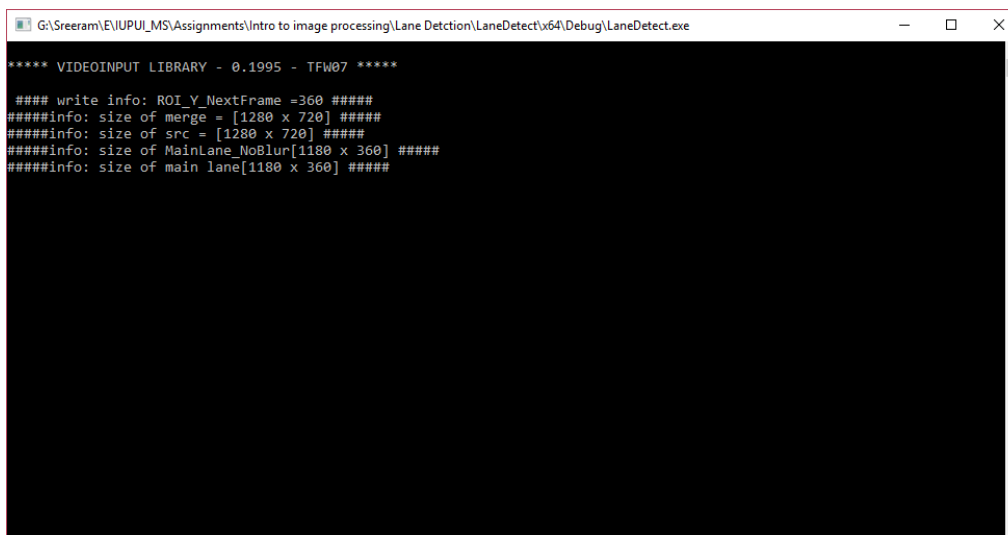 G:\Sreeram\E\IUPUI_MS\Assignments\Intro to image processing\Lane Detction\LaneDetect\x64\Debug\LaneDetect.exe
***** VIDEOINPUT LIBRARY - 0.1995 - TFW07 *****
#### write info: ROI_Y_NextFrame =360 #####
#####info: size of merge = [1280 x 720] #####
#####info: size of src = [1280 x 720] #####
#####info: size of MainLane_NoBlur[1180 x 360] #####
#####info: size of main lane[1180 x 360] #####